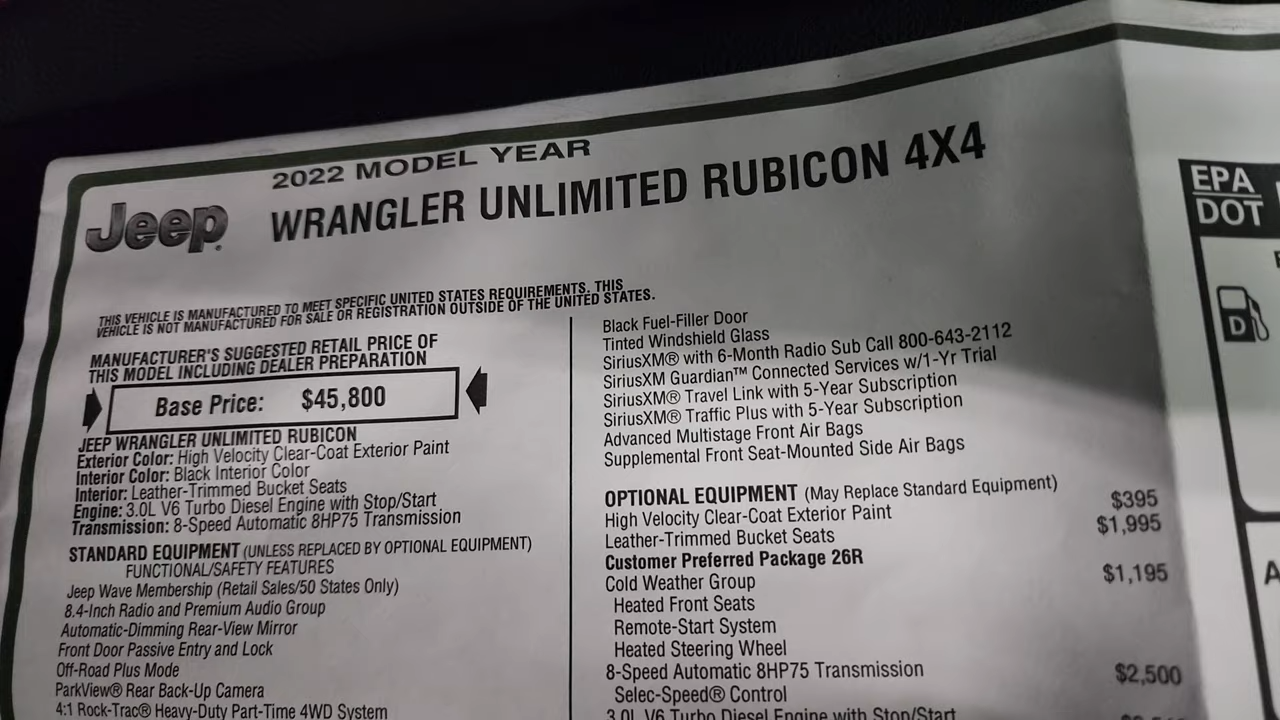 2022 MODEL YEAR
Jeep
WRANGLER UNLIMITED RUBICON 4X4
THIS VEHICLE IS MANUFACTURED TO MEET SPECIFIC UNITED STATES REQUIREMENTS. THIS
VEHICLE IS NOT MANUFACTURED FOR SALE OR REGISTRATION OUTSIDE OF THE UNITED STATES.
MANUFACTURER'S SUGGESTED RETAIL PRICE OF
THIS MODEL INCLUDING DEALER PREPARATION
Base Price: $45,800
JEEP WRANGLER UNLIMITED RUBICON
Exterior Color: High Velocity Clear-Coat Exterior Paint
Interior Color: Black Interior Color
Interior: Leather-Trimmed Bucket Seats
Engine: 3.0L V6 Turbo Diesel Engine with Stop/Start
Transmission: 8-Speed Automatic 8HP75 Transmission
STANDARD EQUIPMENT (UNLESS REPLACED BY OPTIONAL EQUIPMENT)
FUNCTIONAL/SAFETY FEATURES
Jeep Wave Membership (Retail Sales/50 States Only)
8.4-Inch Radio and Premium Audio Group
Automatic-Dimming Rear-View Mirror
Front Door Passive Entry and Lock
Off-Road Plus Mode
ParkView® Rear Back-Up Camera
4:1 Rock-Trac® Heavy-Duty Part-Time 4WD System
Black Fuel-Filler Door
Tinted Windshield Glass
SiriusXM® with 6-Month Radio Sub Call 800-643-2112
SiriusXM Guardian™ Connected Services w/1-Yr Trial
SiriusXM® Travel Link with 5-Year Subscription
SiriusXM® Traffic Plus with 5-Year Subscription
Advanced Multistage Front Air Bags
Supplemental Front Seat-Mounted Side Air Bags
OPTIONAL EQUIPMENT (May Replace Standard Equipment)
High Velocity Clear-Coat Exterior Paint $395
Leather-Trimmed Bucket Seats $1,995
Customer Preferred Package 26R
Cold Weather Group $1,195
Heated Front Seats
Remote-Start System
Heated Steering Wheel
8-Speed Automatic 8HP75 Transmission $2,500
Selec-Speed® Control
3.0L V6 Turbo Diesel Engine with Stop/Start
EPA
DOT
D